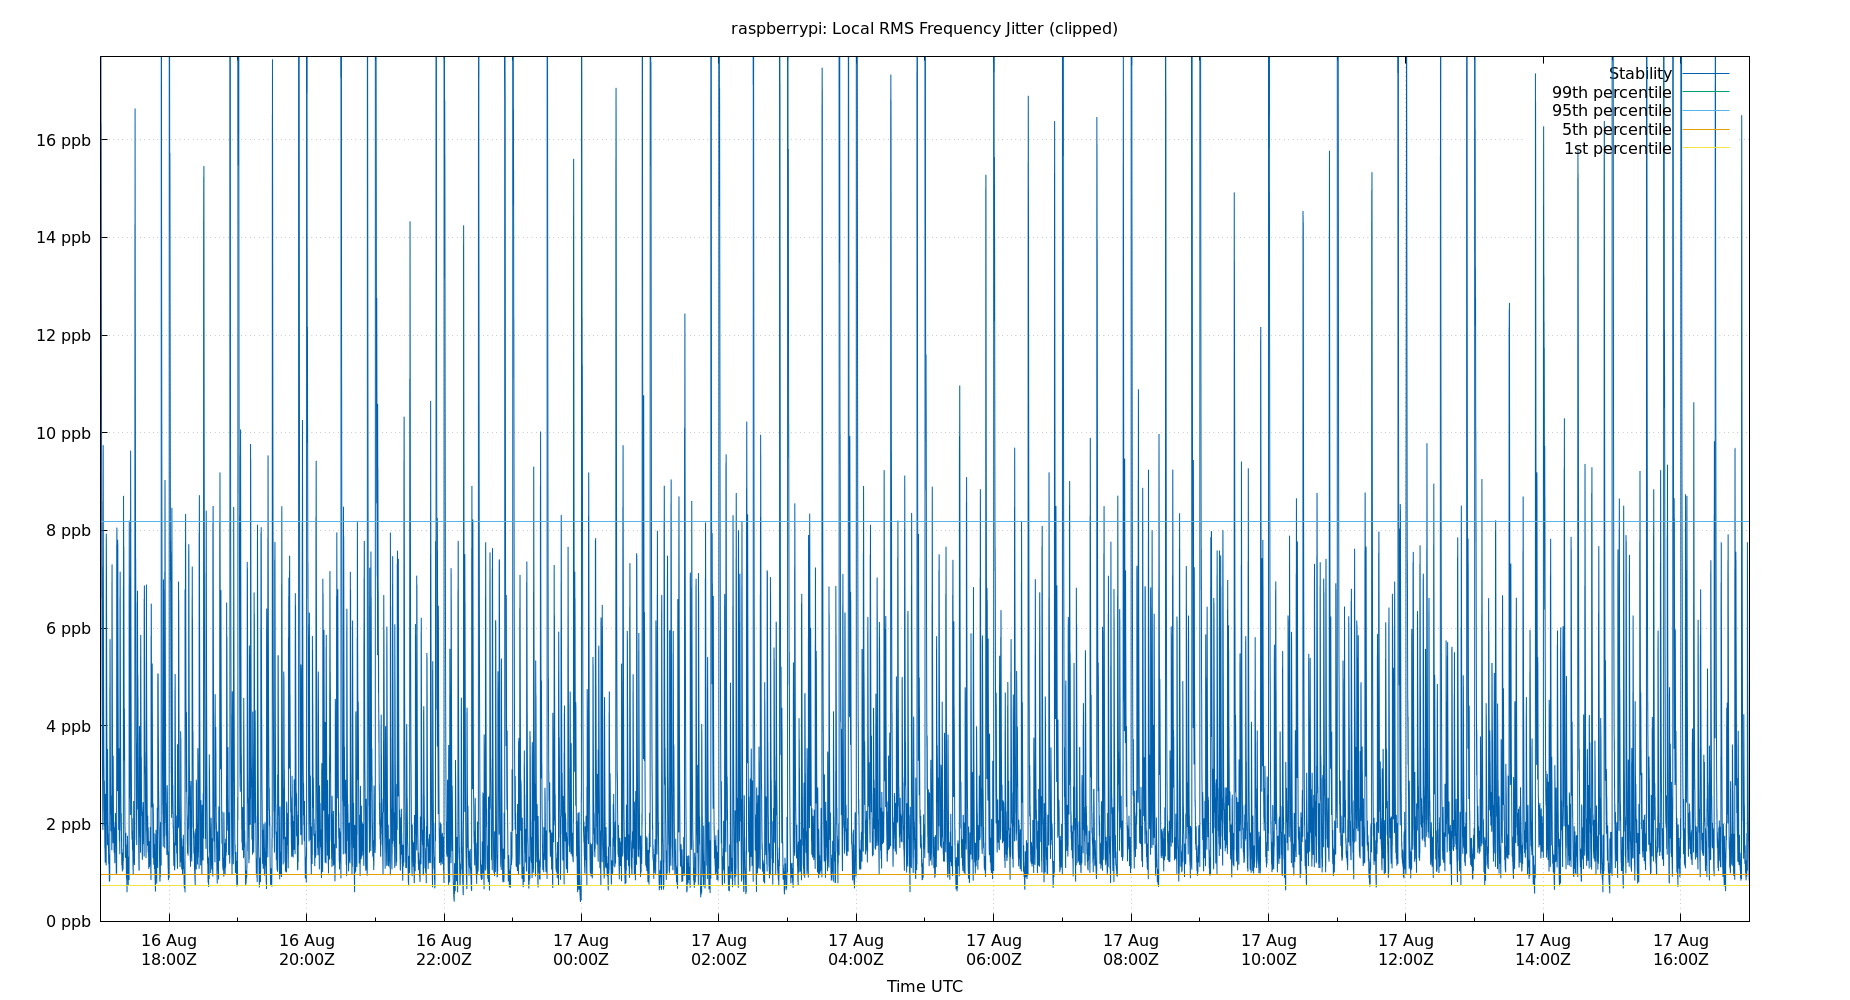 raspberrypi: Local RMS Frequency Jitter (clipped)
Stability
99th percentile
95th percentile
5th percentile
1st percentile
16 ppb
14 ppb
12 ppb
10 ppb
8 ppb
6 ppb
4 ppb
2 ppb
0 ppb
16 Aug 16 Aug 16 Aug 17 Aug 17 Aug 17 Aug 17 Aug 17 Aug 17 Aug 17 Aug 17 Aug 17 Aug
18:00Z 20:00Z 22:00Z 00:00Z 02:00Z 04:00Z 06:00Z 08:00Z 10:00Z 12:00Z 14:00Z 16:00Z
Time UTC